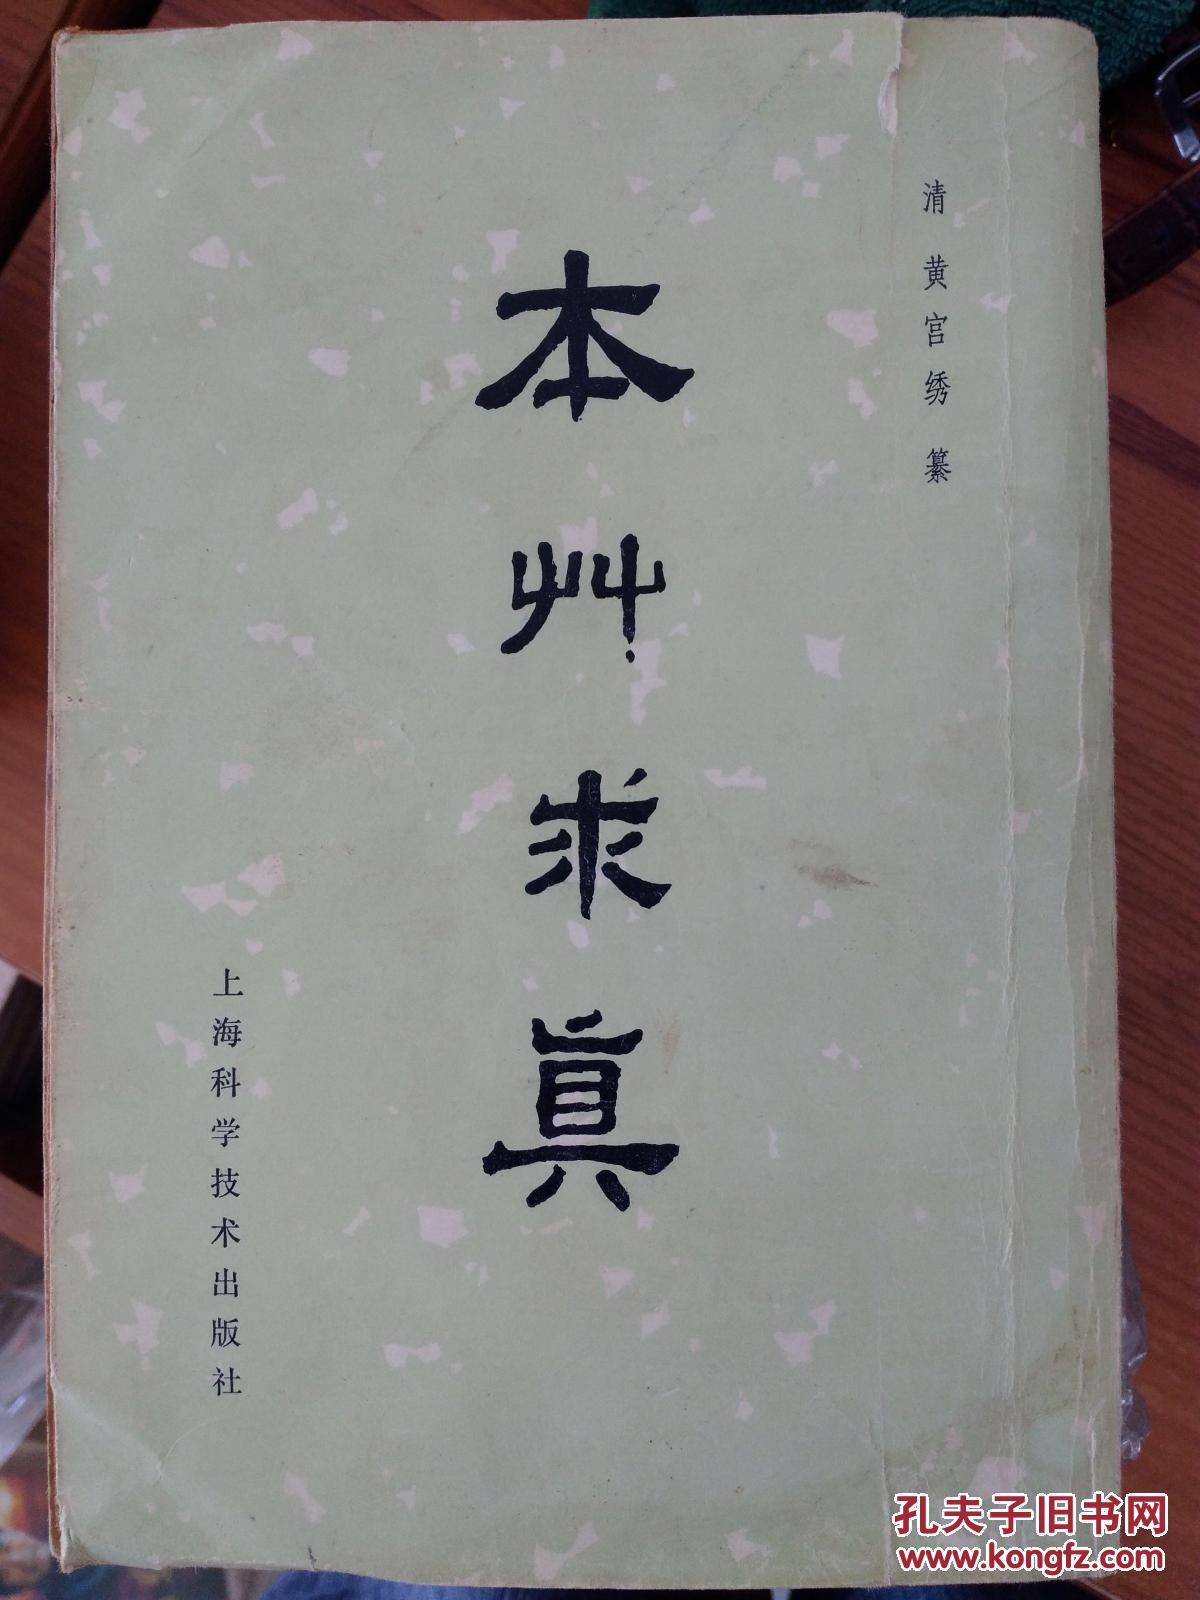 清 黄宫绣 纂
本艸求真
上海科学技术出版社
孔夫子旧书网
www.kongfz.com